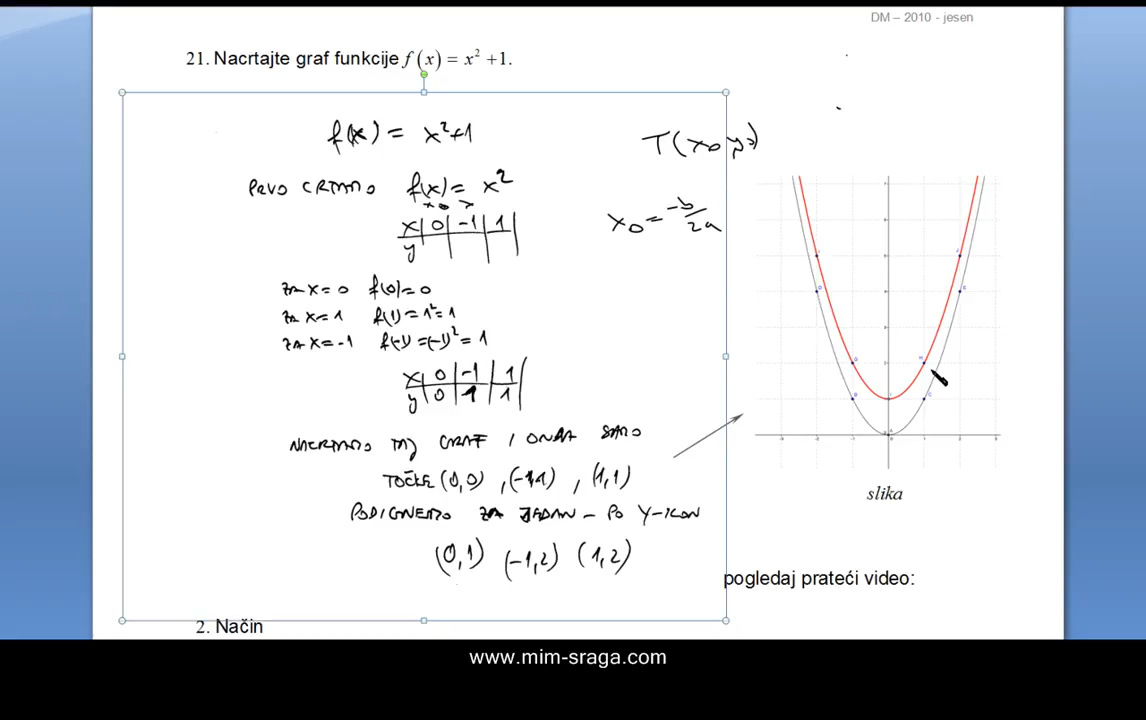 DM – 2010 - jesen
21. Nacrtajte graf funkcije f(x) = x² +1.
f(x) = x²+1
T(x₀, y₀)
PRVO CRTAMO f(x) = x²
x₀ = -b/2a
x | 0 | -1 | 1
y
ZA X = 0 f(0) = 0
ZA X = 1 f(1) = 1² = 1
ZA X = -1 f(-1) = (-1)² = 1
x | 0 | -1 | 1
y | 0 | 1 | 1
NACRTAMO TAJ GRAF I ONDA SAMO
TOČKE (0,0) , (-1,1) , (1,1)
PODIGNEMO ZA JEDAN - PO Y-
(0,1) (-1,2) (1,2)
slika
pogledaj prateći video:
2. Način
www.mim-sraga.com